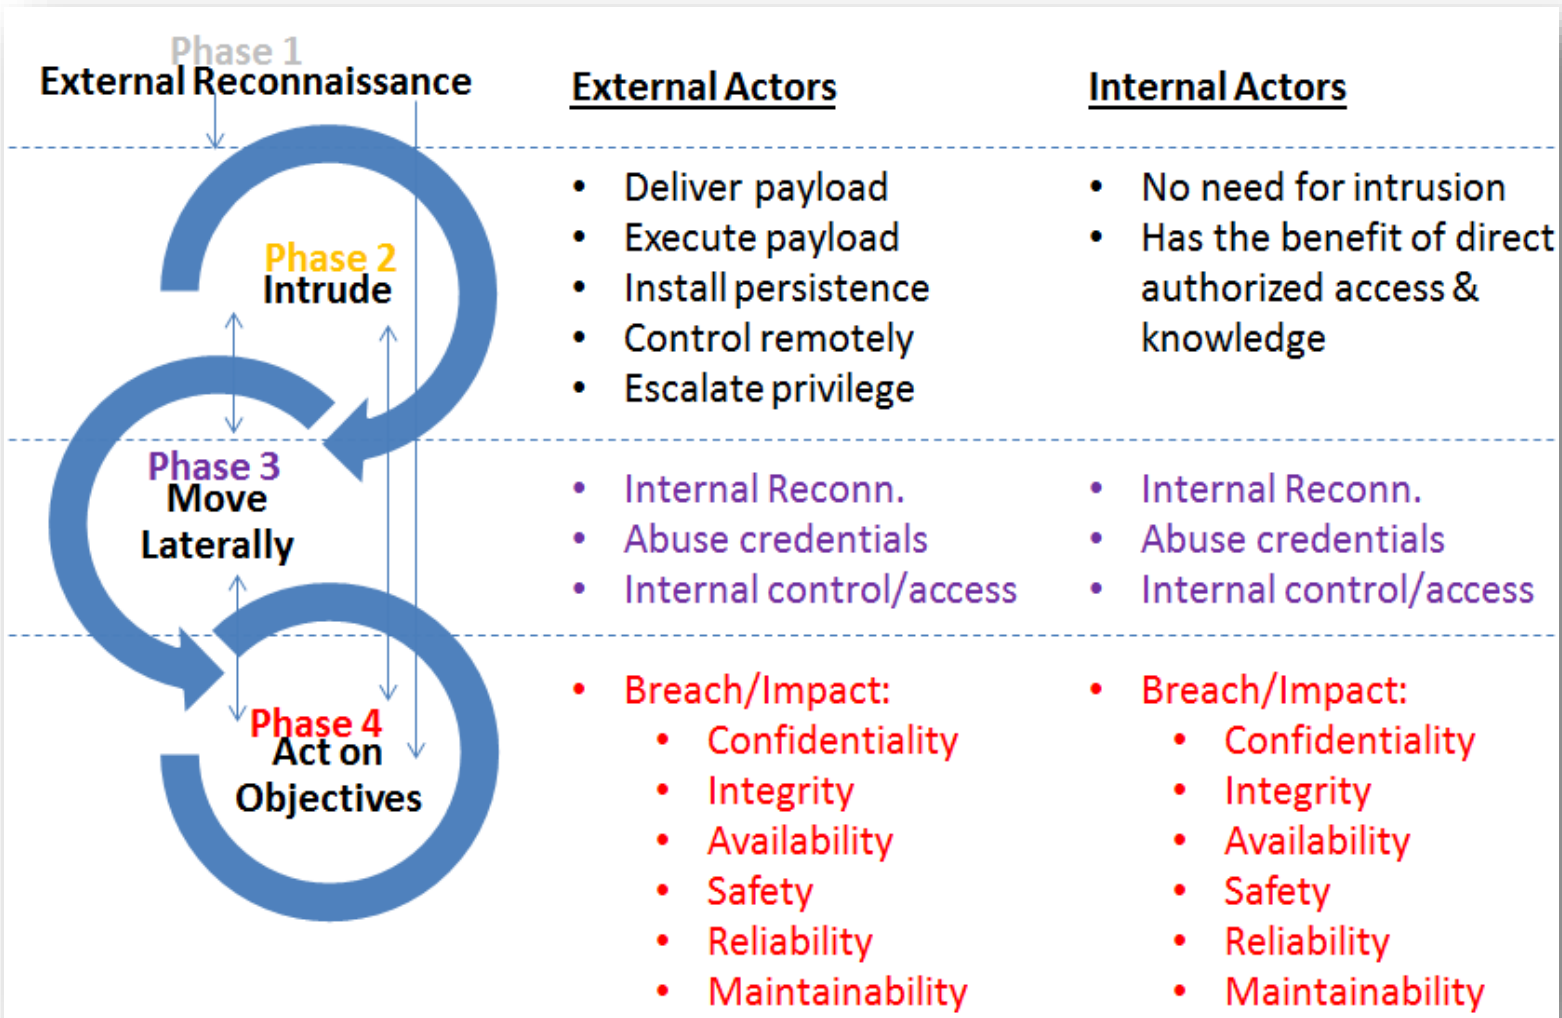 Phase 1
External Reconnaissance
External Actors
Internal Actors
Phase 2
Intrude
• Deliver payload
• Execute payload
• Install persistence
• Control remotely
• Escalate privilege
• No need for intrusion
• Has the benefit of direct
authorized access &
knowledge
Phase 3
Move
Laterally
• Internal Reconn.
• Abuse credentials
• Internal control/access
• Internal Reconn.
• Abuse credentials
• Internal control/access
Phase 4
Act on
Objectives
• Breach/Impact:
• Confidentiality
• Integrity
• Availability
• Safety
• Reliability
• Maintainability
• Breach/Impact:
• Confidentiality
• Integrity
• Availability
• Safety
• Reliability
• Maintainability